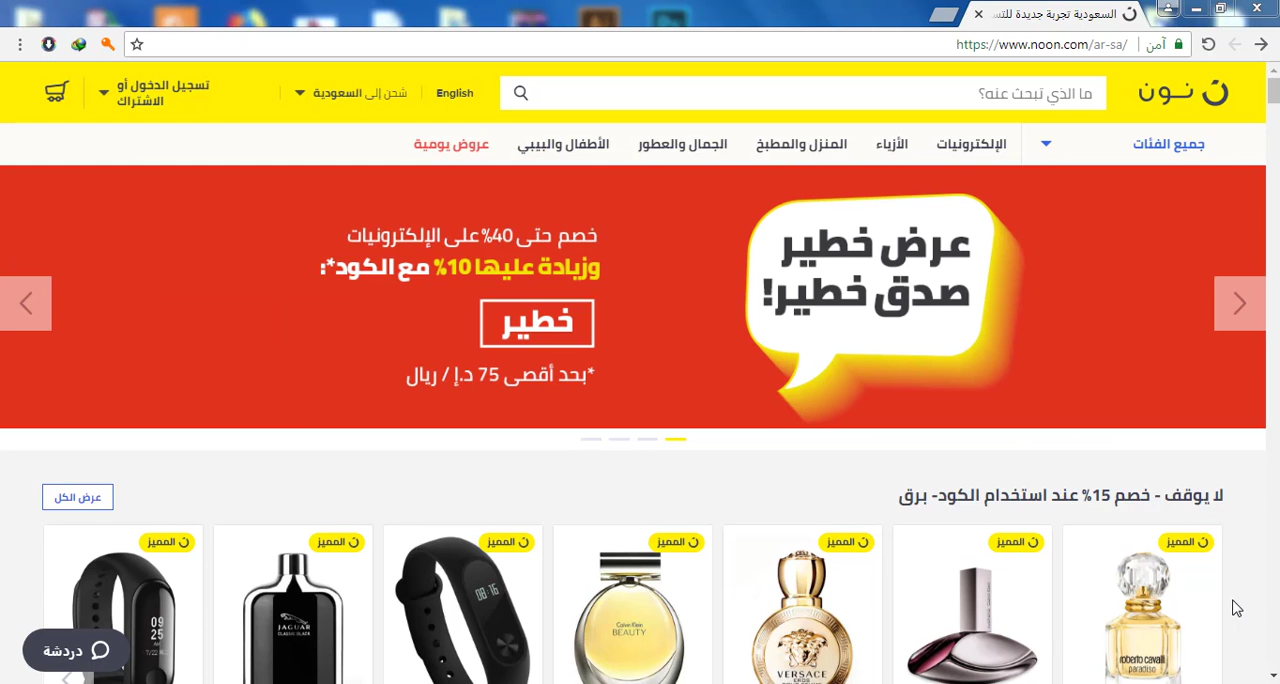 السعودية تجربة جديدة للتس
آمن | https://www.noon.com/ar-sa/
نون
ما الذي تبحث عنه؟
English
شحن إلى السعودية
تسجيل الدخول أو
الاشتراك
جميع الفئات
الإلكترونيات
الأزياء
المنزل والمطبخ
الجمال والعطور
الأطفال والبيبي
عروض يومية
عرض خطير
صدق خطير!
خصم حتى 40% على الإلكترونيات
وزيادة عليها 10% مع الكود*:
خطير
*بحد أقصى 75 د.إ / ريال
لا يوقف - خصم 15% عند استخدام الكود- برق
عرض الكل
المميز
المميز
المميز
المميز
المميز
المميز
المميز
roberto cavalli
paradiso
VERSACE
Calvin Klein
BEAUTY
08:16
JAGUAR
CLASSIC BLACK
09
25
دردشة